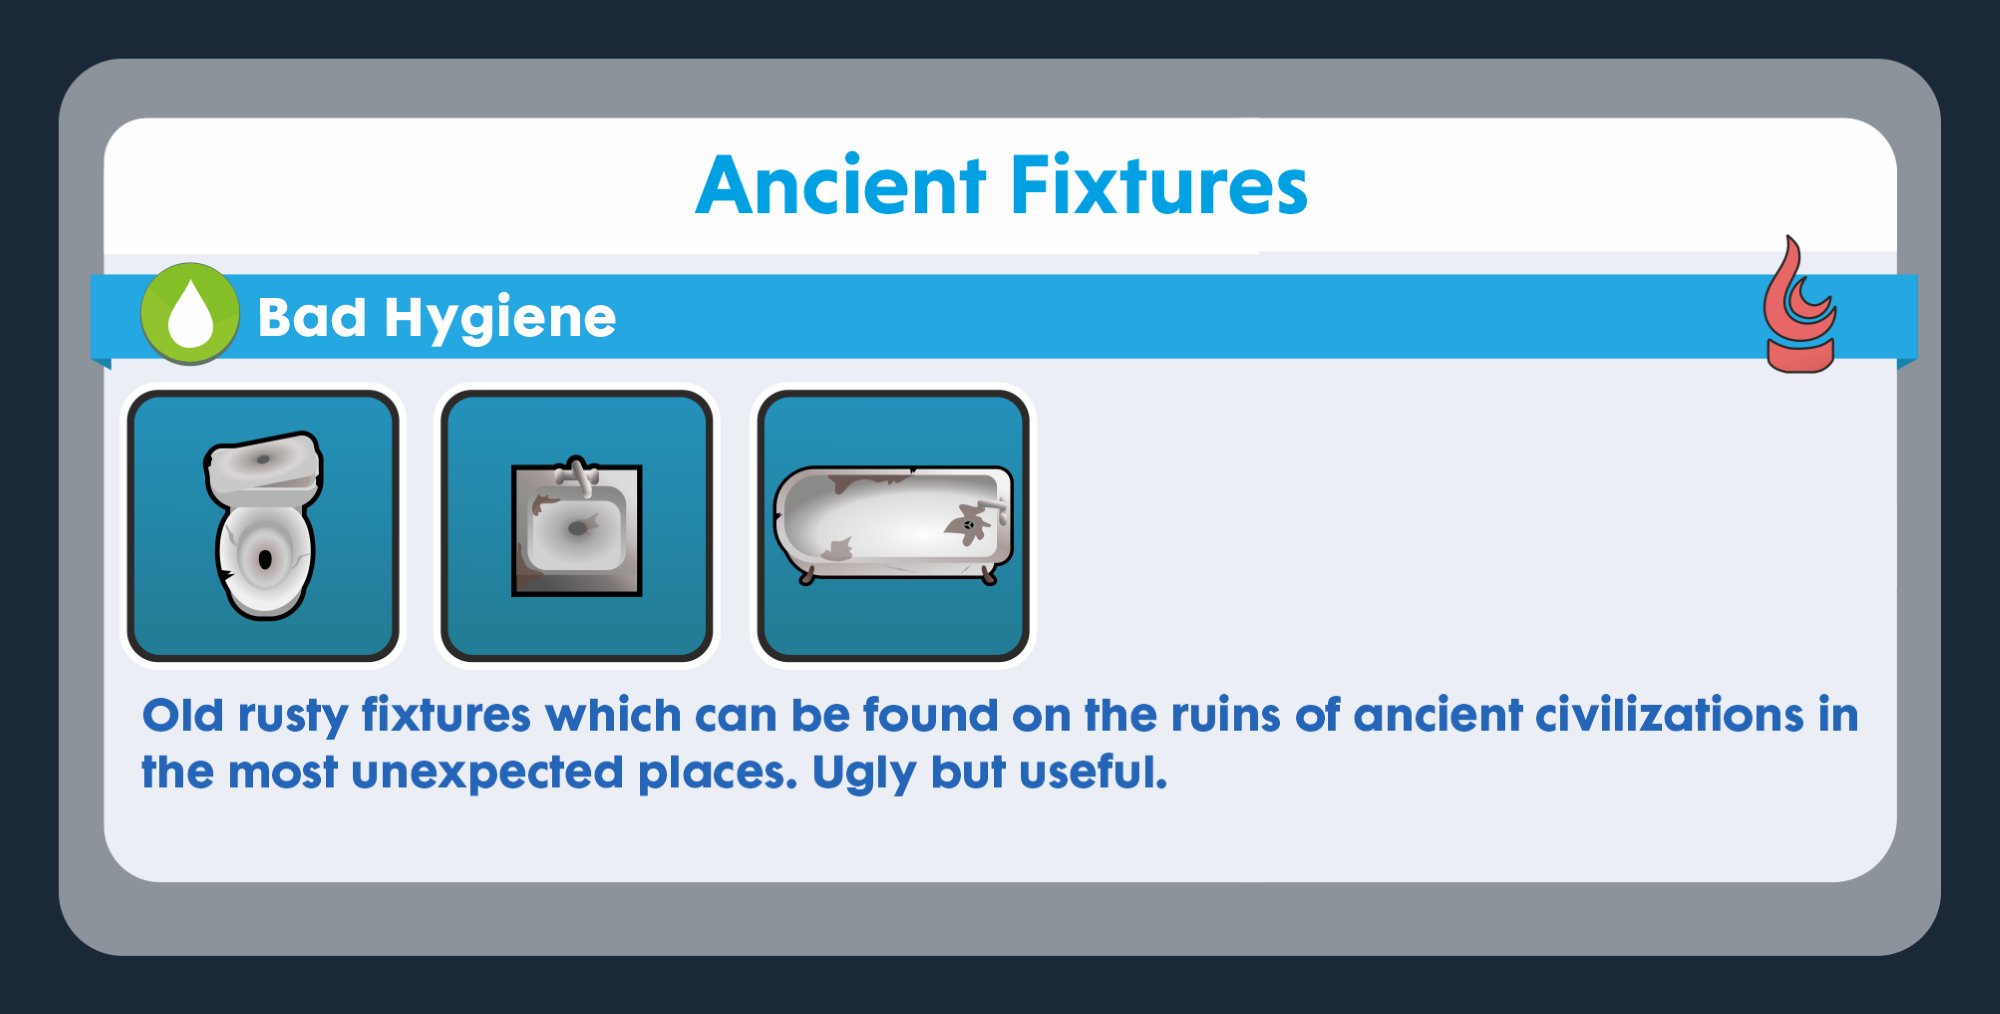 Ancient Fixtures
Bad Hygiene
Old rusty fixtures which can be found on the ruins of ancient civilizations in
the most unexpected places. Ugly but useful.